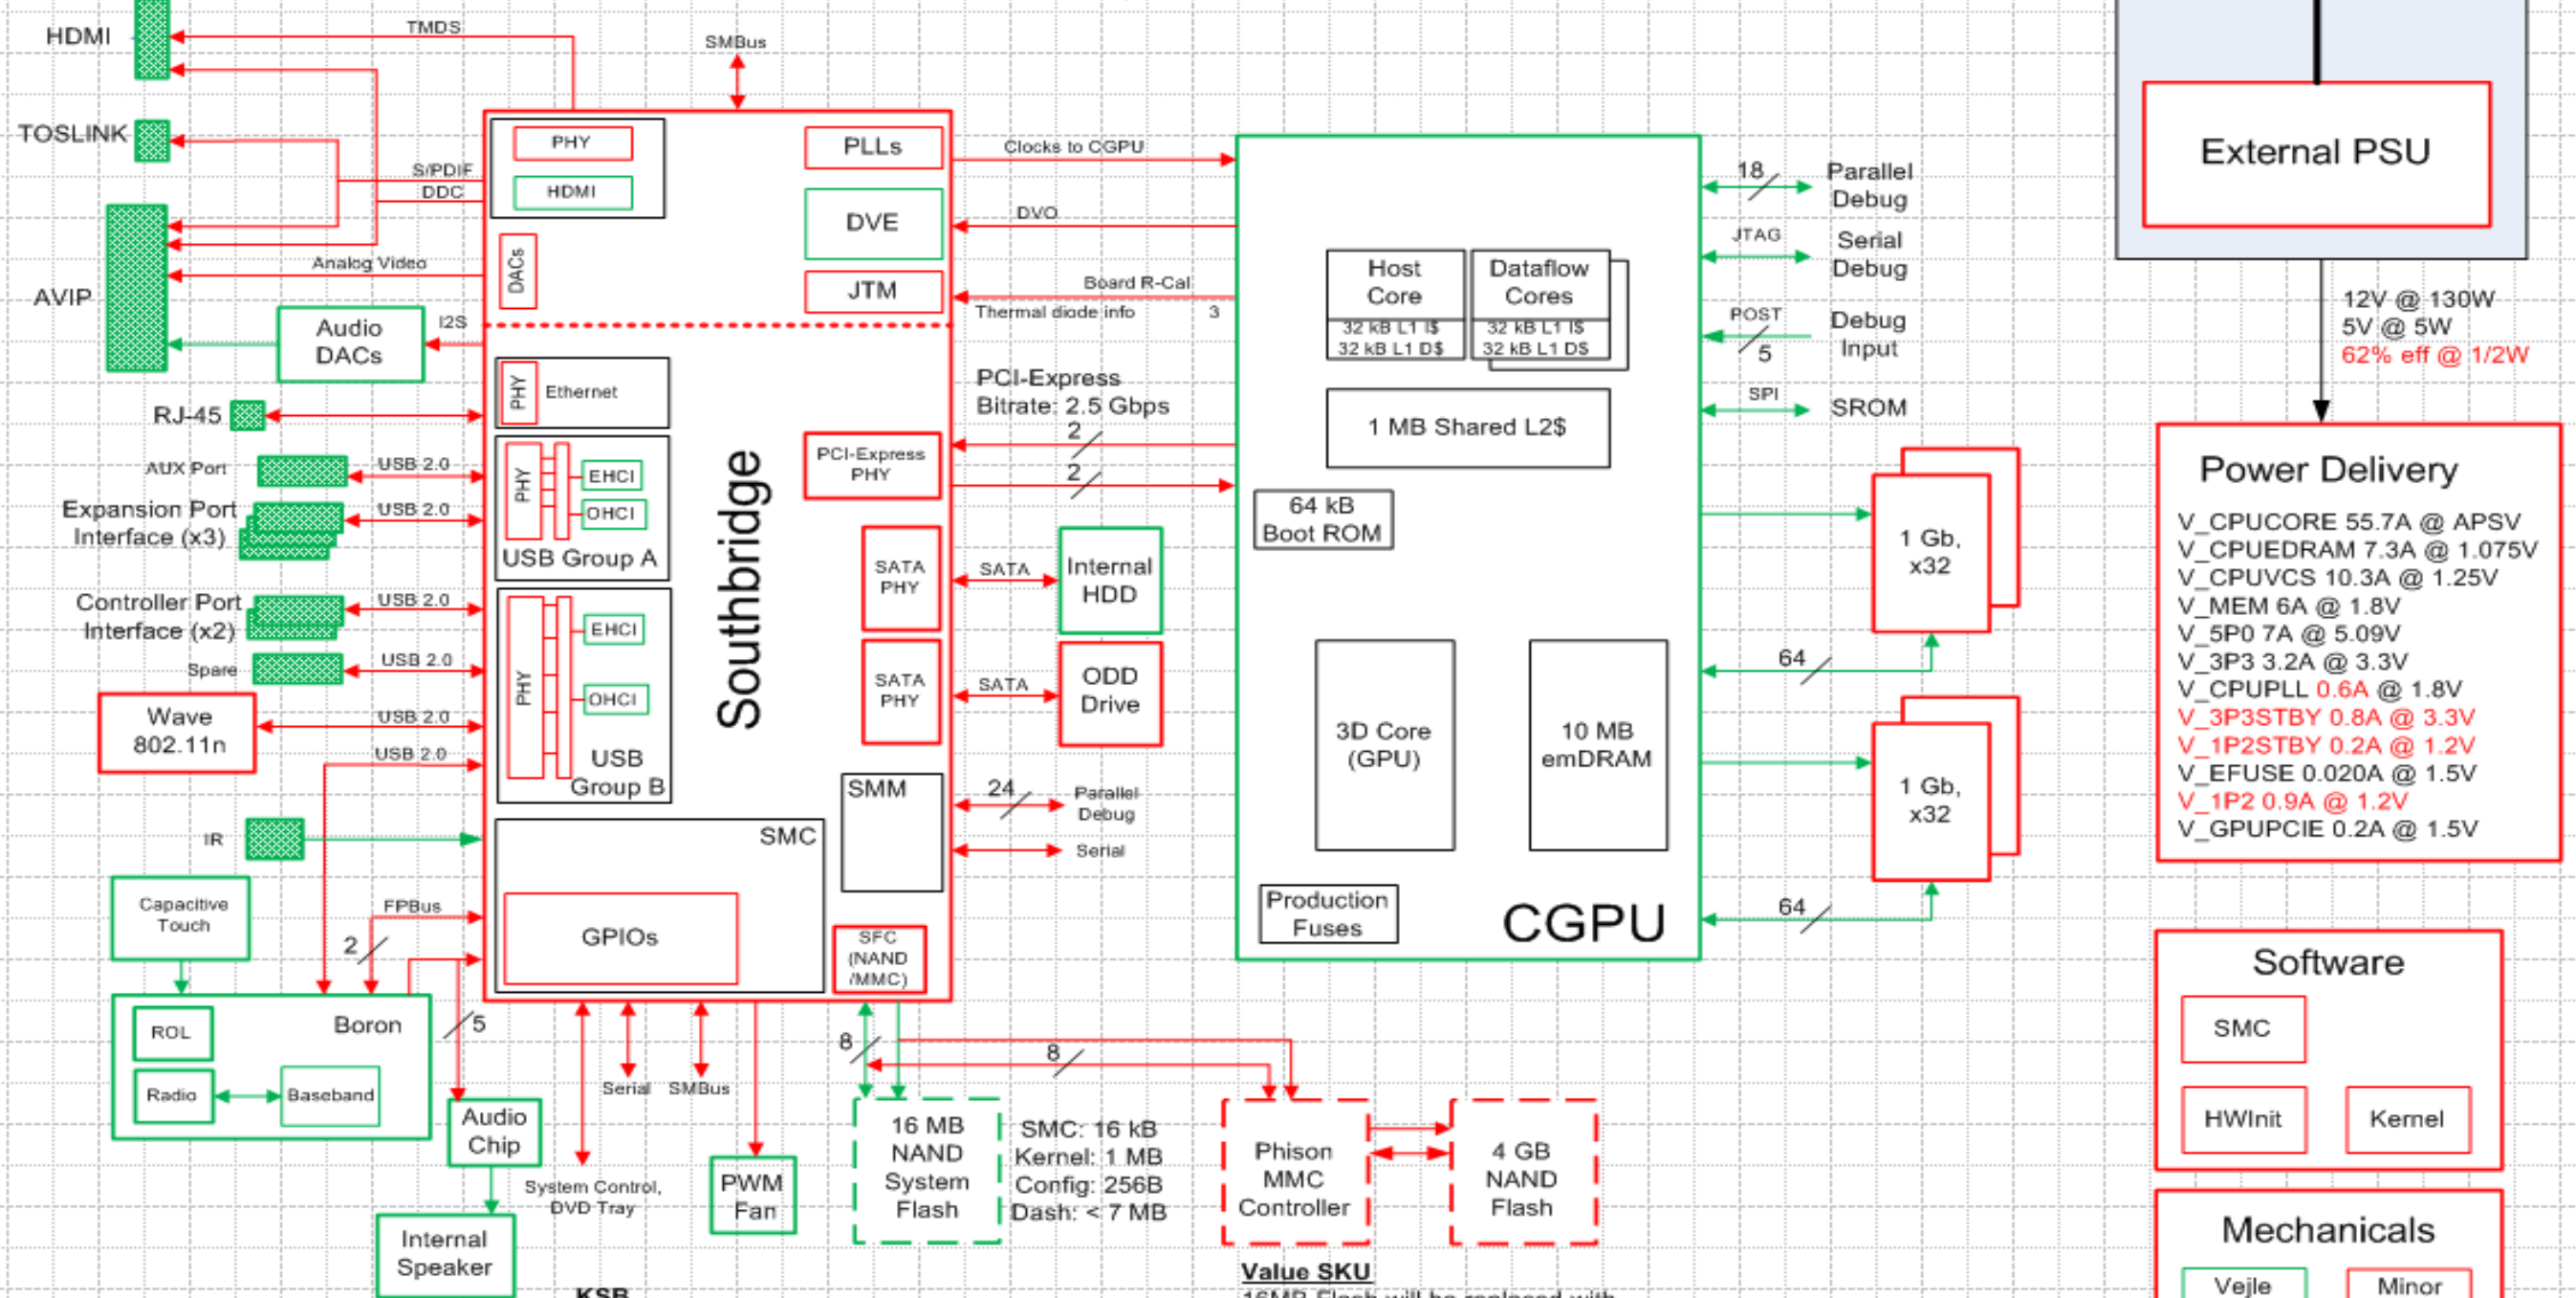 HDMI
TMDS
SMBus
TOSLINK
S/PDIF
DDC
AVIP
Analog Video
Audio
DACs
I2S
RJ-45
AUX Port
USB 2.0
Expansion Port
Interface (x3)
USB 2.0
Controller Port
Interface (x2)
USB 2.0
Spare
USB 2.0
Wave
802.11n
USB 2.0
USB 2.0
IR
Capacitive
Touch
FPBus
2
Boron
ROL
Radio
Baseband
5
Audio
Chip
Internal
Speaker
PHY
HDMI
DACs
PLLs
DVE
JTM
PHY
Ethernet
PHY
EHCI
OHCI
USB Group A
PHY
EHCI
OHCI
USB
Group B
Southbridge
PCI-Express
PHY
SATA
PHY
SATA
PHY
SMM
SMC
GPIOs
SFC
(NAND
/MMC)
Serial
SMBus
System Control,
DVD Tray
PWM
Fan
8
8
16 MB
NAND
System
Flash
SMC: 16 kB
Kernel: 1 MB
Config: 256B
Dash: < 7 MB
Phison
MMC
Controller
4 GB
NAND
Flash
Value SKU
16MB Flash will be replaced with
KSB
Clocks to CGPU
DVO
Board R-Cal
Thermal diode info
3
PCI-Express
Bitrate: 2.5 Gbps
2
2
SATA
Internal
HDD
SATA
ODD
Drive
24
Parallel
Debug
Serial
Host
Core
32 kB L1 I$
32 kB L1 D$
Dataflow
Cores
32 kB L1 I$
32 kB L1 D$
1 MB Shared L2$
64 kB
Boot ROM
3D Core
(GPU)
10 MB
emDRAM
Production
Fuses
CGPU
18
Parallel
Debug
JTAG
Serial
Debug
POST
5
Debug
Input
SPI
SROM
1 Gb,
x32
64
1 Gb,
x32
64
External PSU
12V @ 130W
5V @ 5W
62% eff @ 1/2W
Power Delivery
V_CPUCORE 55.7A @ APSV
V_CPUEDRAM 7.3A @ 1.075V
V_CPUVCS 10.3A @ 1.25V
V_MEM 6A @ 1.8V
V_5P0 7A @ 5.09V
V_3P3 3.2A @ 3.3V
V_CPUPLL 0.6A @ 1.8V
V_3P3STBY 0.8A @ 3.3V
V_1P2STBY 0.2A @ 1.2V
V_EFUSE 0.020A @ 1.5V
V_1P2 0.9A @ 1.2V
V_GPUPCIE 0.2A @ 1.5V
Software
SMC
HWInit
Kernel
Mechanicals
Vejle
Minor